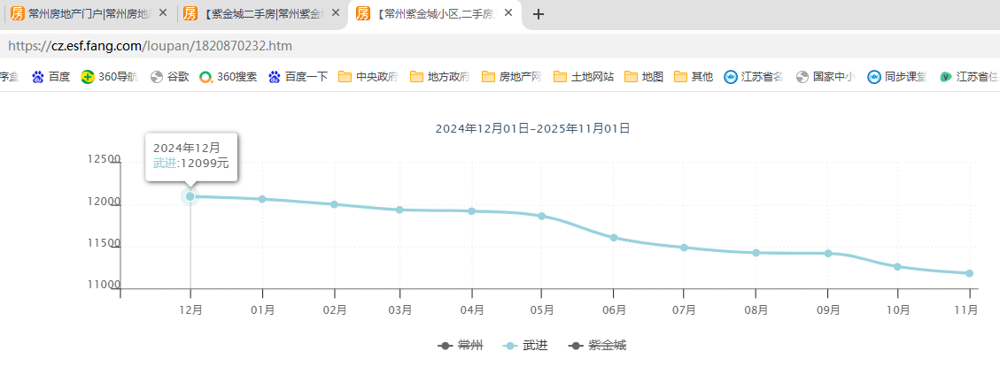 常州房地产门户|常州房地产
【紫金城二手房|常州紫金城
【常州紫金城小区,二手房,
https://cz.esf.fang.com/loupan/1820870232.htm
序盒 百度 360导航 谷歌 360搜索 百度一下 中央政府 地方政府 房地产网 土地网站 地图 其他 江苏省名 国家中小 同步课堂 江苏省住
2024年12月01日-2025年11月01日
2024年12月
武进:12099元
12500
12000
11500
11000
12月 01月 02月 03月 04月 05月 06月 07月 08月 09月 10月 11月
常州 武进 紫金城